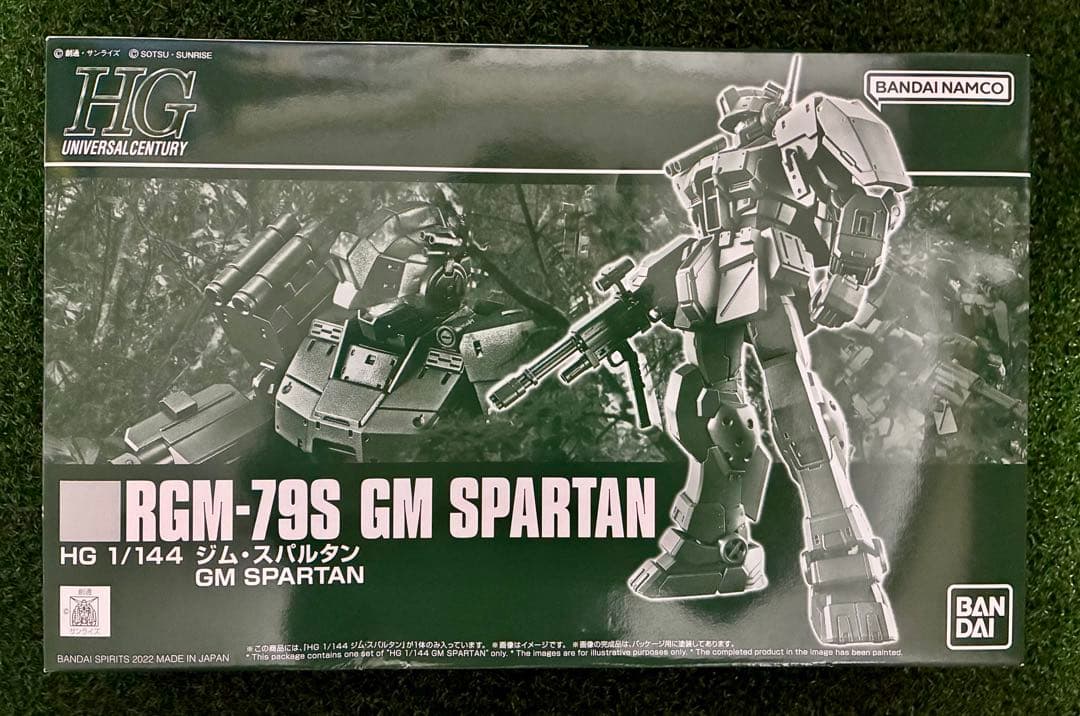 © 創通・サンライズ © SOTSU・SUNRISE
HG
UNIVERSAL CENTURY
BANDAI NAMCO
RGM-79S GM SPARTAN
HG 1/144 ジム・スパルタン
GM SPARTAN
創通
©
サンライズ
BAN
DAI
※この商品には、「HG 1/144 ジム・スパルタン」が1体のみ入っています。 ※画像はイメージです。 ※画像の完成品は、パッケージ用に塗装してあります。
* This package contains one set of "HG 1/144 GM SPARTAN" only. * The images are for illustrative purposes only. * The completed product in the image has been painted.
BANDAI SPIRITS 2022 MADE IN JAPAN